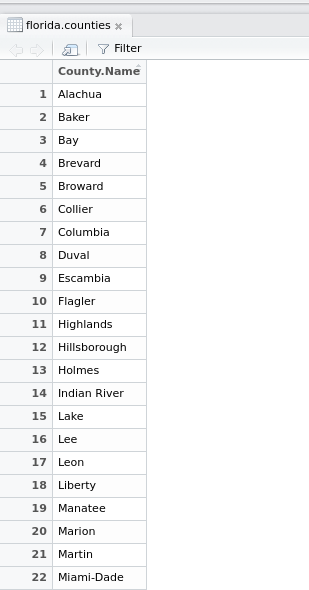 florida.counties
Filter
County.Name
1 Alachua
2 Baker
3 Bay
4 Brevard
5 Broward
6 Collier
7 Columbia
8 Duval
9 Escambia
10 Flagler
11 Highlands
12 Hillsborough
13 Holmes
14 Indian River
15 Lake
16 Lee
17 Leon
18 Liberty
19 Manatee
20 Marion
21 Martin
22 Miami-Dade